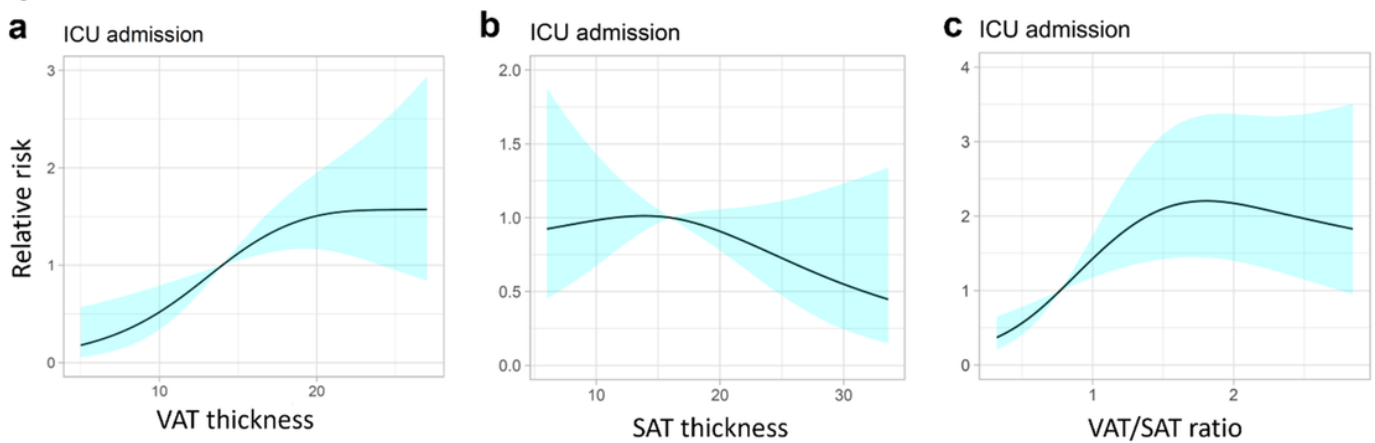 a
ICU admission
3
2
1
0
Relative risk
10
20
VAT thickness
b
ICU admission
2.0
1.5
1.0
0.5
0.0
10
20
30
SAT thickness
c
ICU admission
4
3
2
1
0
1
2
VAT/SAT ratio